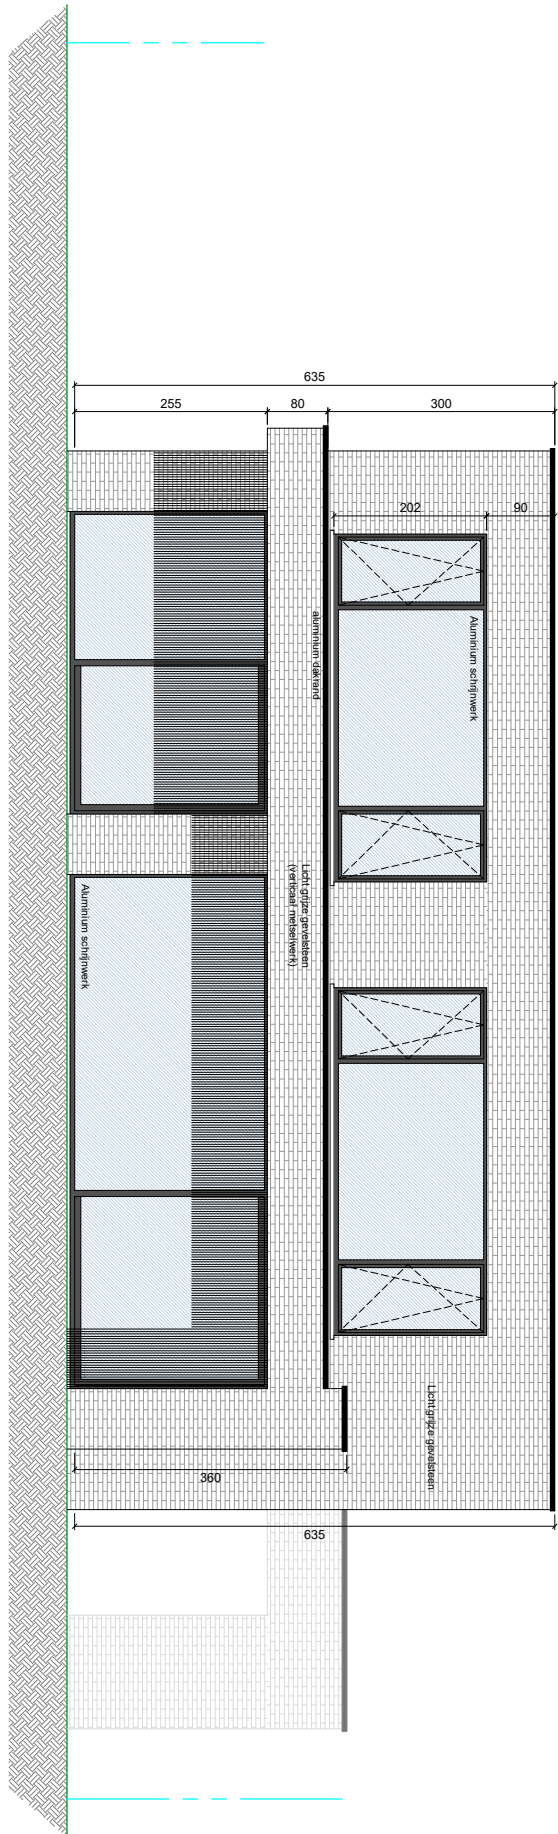 635
255
80
300
202
90
aluminium dakrand
Aluminium schrijnwerk
Licht grijze gevelsteen
(verticaal metselwerk)
Aluminium schrijnwerk
Licht grijze gevelsteen
360
635